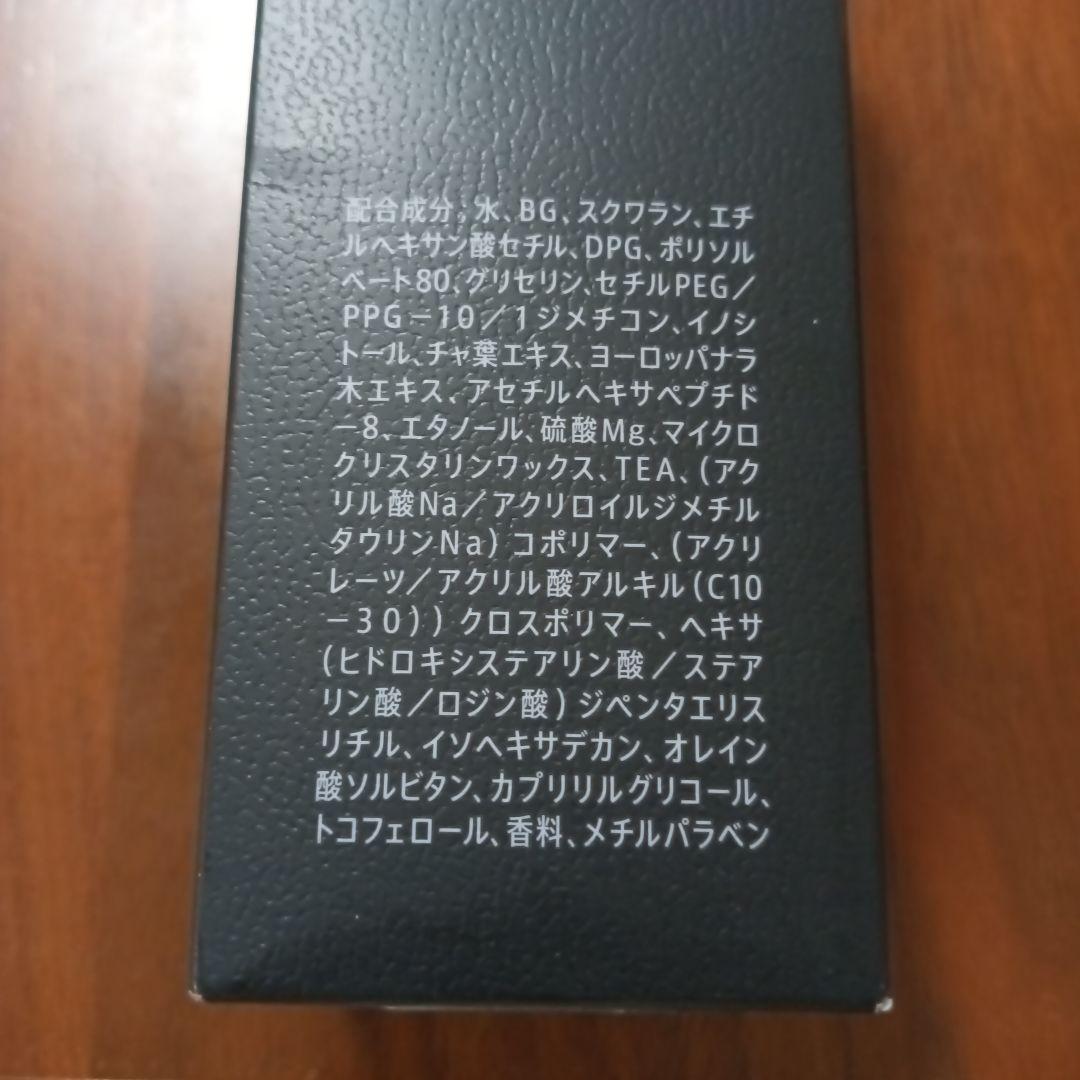 配合成分:水、BG、スクワラン、エチ
ルヘキサン酸セチル、DPG、ポリソル
ベート80、グリセリン、セチルPEG/
PPG-10/1ジメチコン、イノシ
トール、チャ葉エキス、ヨーロッパナラ
木エキス、アセチルヘキサペプチド
-8、エタノール、硫酸Mg、マイクロ
クリスタリンワックス、TEA、(アク
リル酸Na/アクリロイルジメチル
タウリンNa)コポリマー、(アクリ
レーツ/アクリル酸アルキル(C10
-30))クロスポリマー、ヘキサ
(ヒドロキシステアリン酸/ステア
リン酸/ロジン酸)ジペンタエリス
リチル、イソヘキサデカン、オレイン
酸ソルビタン、カプリリルグリコール、
トコフェロール、香料、メチルパラベン